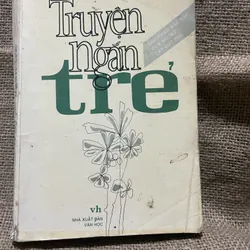 Truyện
ngắn
trẻ
vh
NHÀ XUẤT BẢN
VĂN HỌC